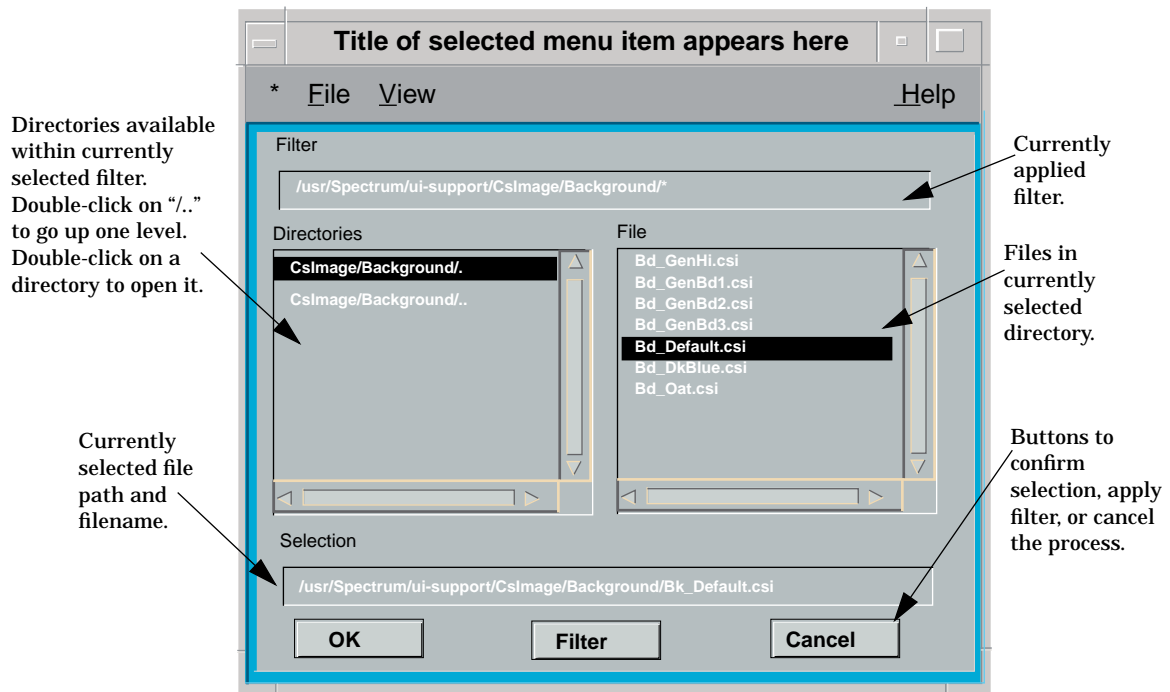 Title of selected menu item appears here
* File View Help
Directories available
within currently
selected filter.
Double-click on “/..”
to go up one level.
Double-click on a
directory to open it.
Filter
/usr/Spectrum/ui-support/CsImage/Background/*
Currently
applied
filter.
Directories
CsImage/Background/.
CsImage/Background/..
File
Bd_GenHi.csi
Bd_GenBd1.csi
Bd_GenBd2.csi
Bd_GenBd3.csi
Bd_Default.csi
Bd_DkBlue.csi
Bd_Oat.csi
Files in
currently
selected
directory.
Currently
selected file
path and
filename.
Selection
/usr/Spectrum/ui-support/CsImage/Background/Bk_Default.csi
OK
Filter
Cancel
Buttons to
confirm
selection, apply
filter, or cancel
the process.